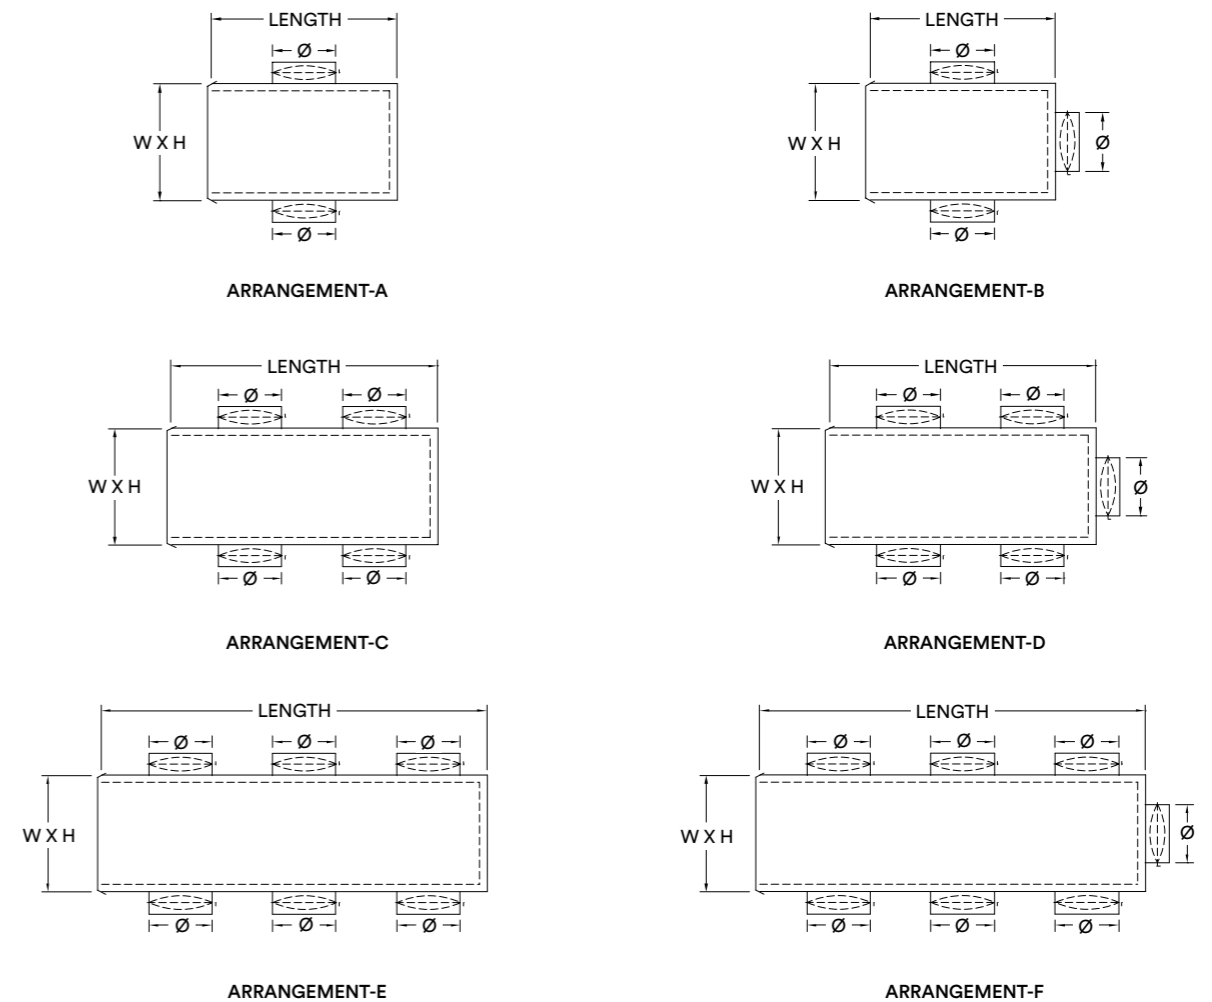 LENGTH
Ø
W X H
Ø
ARRANGEMENT-A
LENGTH
Ø
W X H
Ø
Ø
ARRANGEMENT-B
LENGTH
Ø Ø
W X H
Ø Ø
ARRANGEMENT-C
LENGTH
Ø Ø
W X H
Ø
Ø Ø
ARRANGEMENT-D
LENGTH
Ø Ø Ø
W X H
Ø Ø Ø
ARRANGEMENT-E
LENGTH
Ø Ø Ø
W X H
Ø
Ø Ø Ø
ARRANGEMENT-F